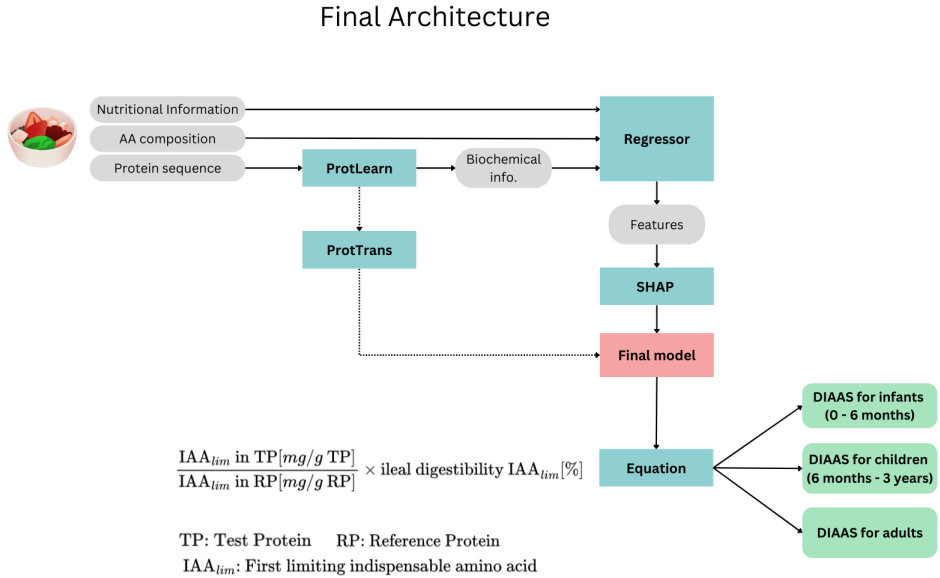 Final Architecture
Nutritional Information
AA composition
Protein sequence
ProtLearn
Biochemical
info.
Regressor
ProtTrans
Features
SHAP
Final model
Equation
DIAAS for infants
(0 - 6 months)
DIAAS for children
(6 months - 3 years)
DIAAS for adults
IAA_lim in TP[mg/g TP]
IAA_lim in RP[mg/g RP]
× ileal digestibility IAA_lim[%]
TP: Test Protein RP: Reference Protein
IAA_lim: First limiting indispensable amino acid